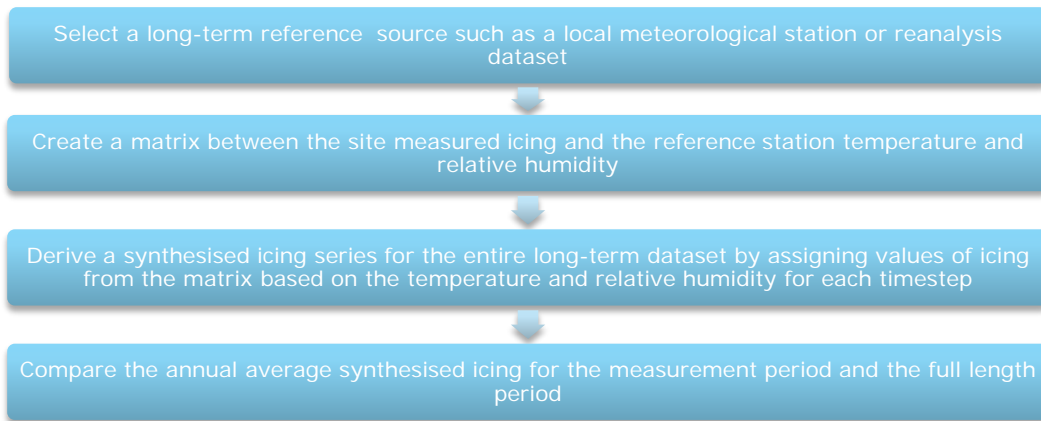 Select a long-term reference source such as a local meteorological station or reanalysis
dataset
Create a matrix between the site measured icing and the reference station temperature and
relative humidity
Derive a synthesised icing series for the entire long-term dataset by assigning values of icing
from the matrix based on the temperature and relative humidity for each timestep
Compare the annual average synthesised icing for the measurement period and the full length
period